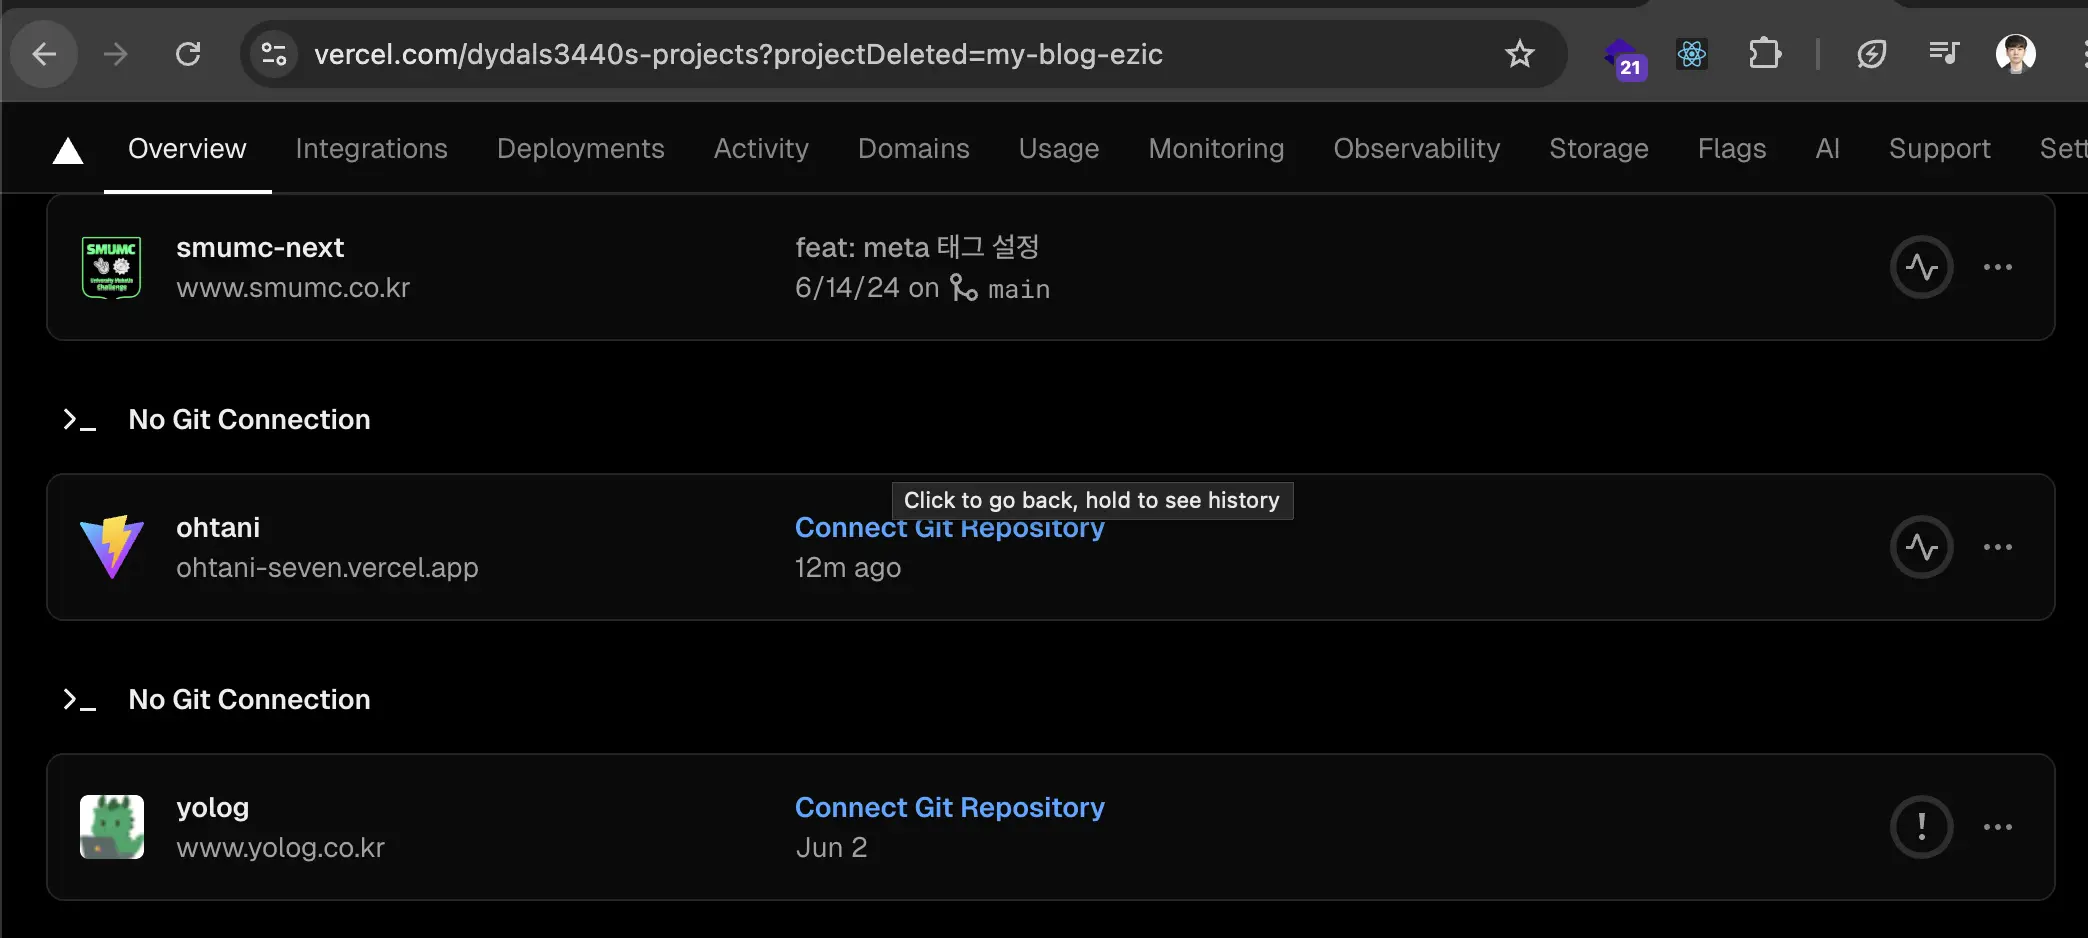 vercel.com/dydals3440s-projects?projectDeleted=my-blog-ezic
21
Overview Integrations Deployments Activity Domains Usage Monitoring Observability Storage Flags AI Support Sett
SMUMC
University Makeus
Challenge
smumc-next
www.smumc.co.kr
feat: meta 태그 설정
6/14/24 on main
No Git Connection
Click to go back, hold to see history
ohtani
ohtani-seven.vercel.app
Connect Git Repository
12m ago
No Git Connection
yolog
www.yolog.co.kr
Connect Git Repository
Jun 2